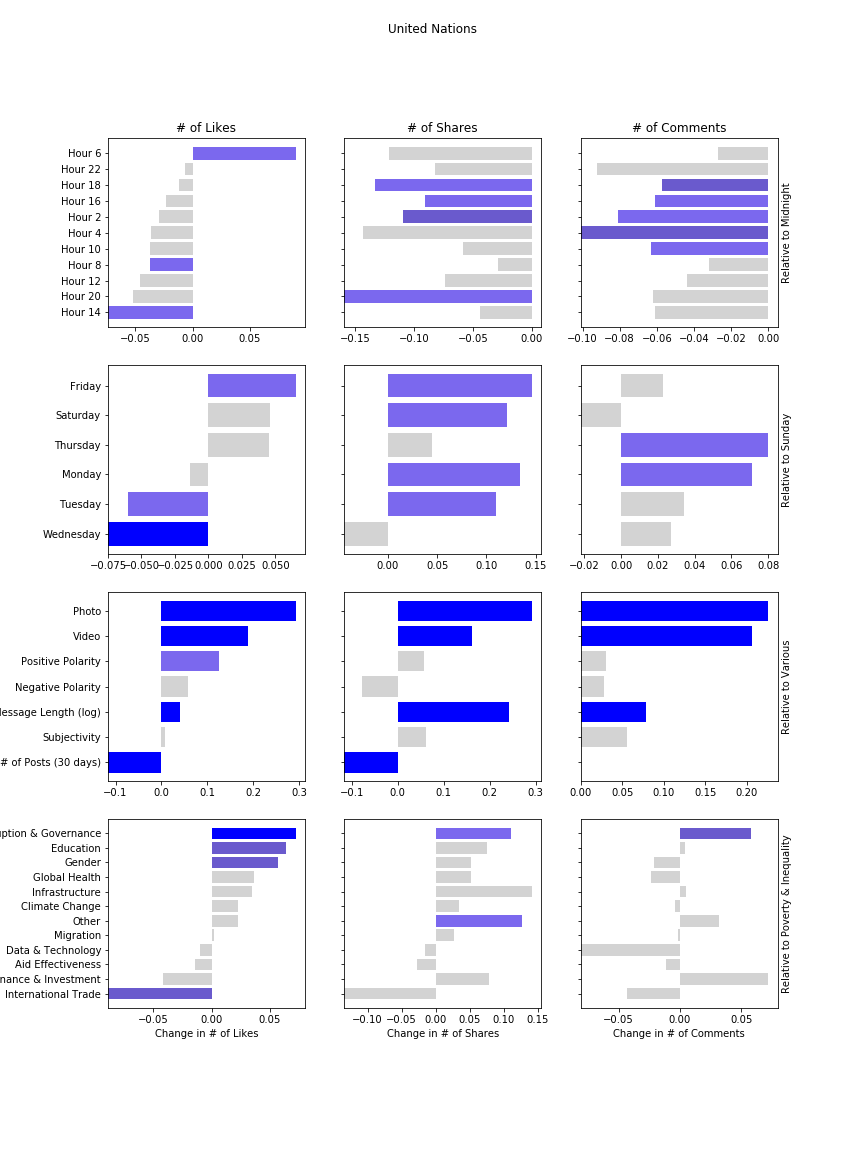 United Nations
# of Likes
# of Shares
# of Comments
Hour 6
Hour 22
Hour 18
Hour 16
Hour 2
Hour 4
Hour 10
Hour 8
Hour 12
Hour 20
Hour 14
−0.05 0.00 0.05
−0.15 −0.10 −0.05 0.00
−0.10 −0.08 −0.06 −0.04 −0.02 0.00
Relative to Midnight
Friday
Saturday
Thursday
Monday
Tuesday
Wednesday
−0.075 −0.050 −0.025 0.000 0.025 0.050
0.00 0.05 0.10 0.15
−0.02 0.00 0.02 0.04 0.06 0.08
Relative to Sunday
Photo
Video
Positive Polarity
Negative Polarity
essage Length (log)
Subjectivity
# of Posts (30 days)
−0.1 0.0 0.1 0.2 0.3
−0.1 0.0 0.1 0.2 0.3
0.00 0.05 0.10 0.15 0.20
Relative to Various
ption & Governance
Education
Gender
Global Health
Infrastructure
Climate Change
Other
Migration
Data & Technology
Aid Effectiveness
nance & Investment
International Trade
−0.05 0.00 0.05
−0.10 −0.05 0.00 0.05 0.10 0.15
−0.05 0.00 0.05
Relative to Poverty & Inequality
Change in # of Likes
Change in # of Shares
Change in # of Comments